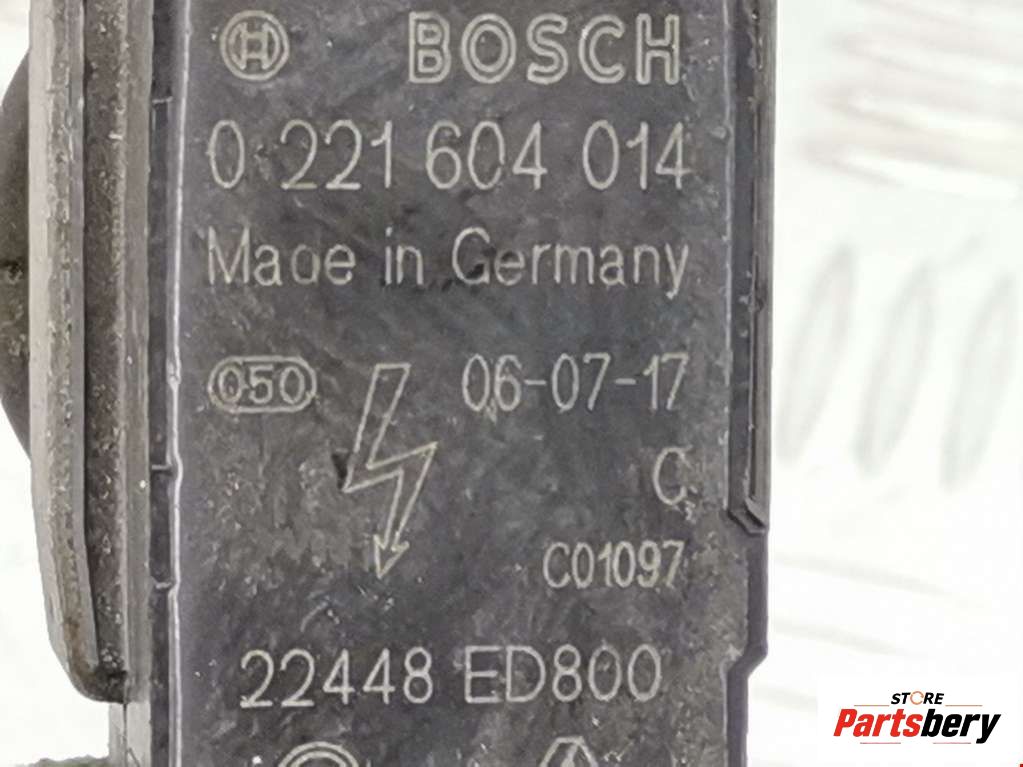 BOSCH
0 221 604 014
Made in Germany
050 06-07-17
C
C01097
22448 ED800
STORE
Partsbery